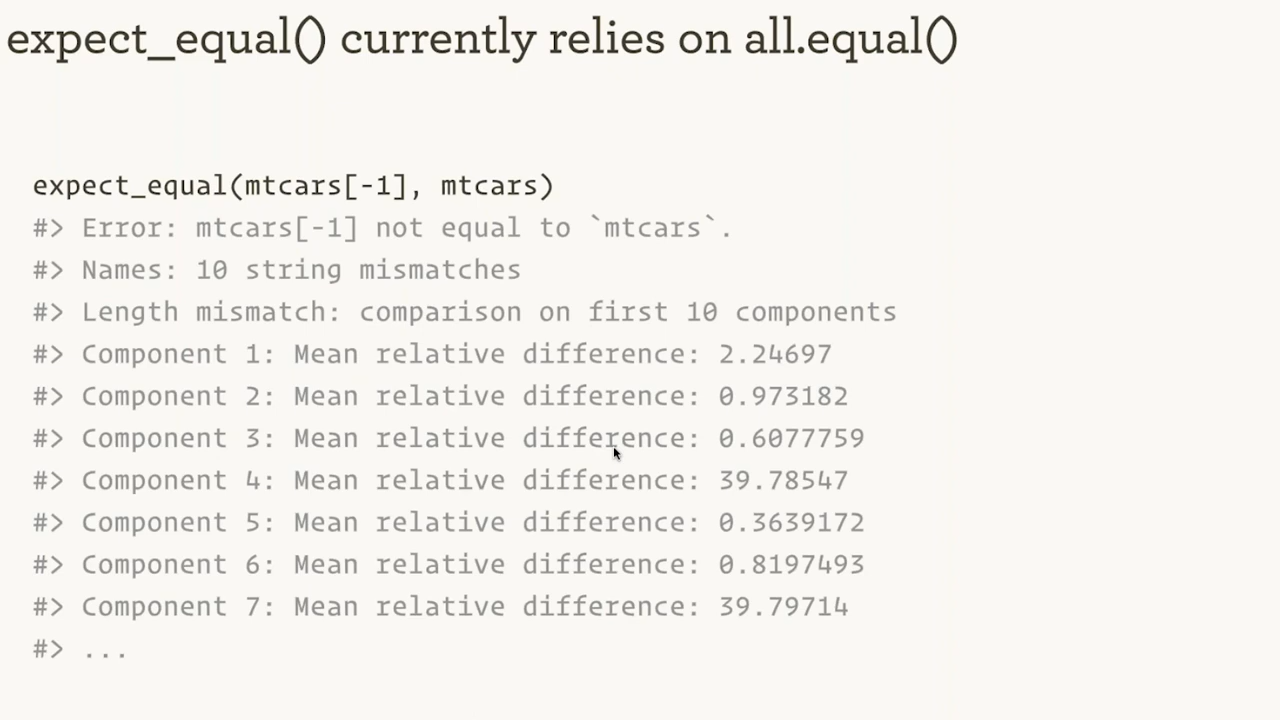 expect_equal() currently relies on all.equal()
expect_equal(mtcars[-1], mtcars)
#> Error: mtcars[-1] not equal to `mtcars`.
#> Names: 10 string mismatches
#> Length mismatch: comparison on first 10 components
#> Component 1: Mean relative difference: 2.24697
#> Component 2: Mean relative difference: 0.973182
#> Component 3: Mean relative difference: 0.6077759
#> Component 4: Mean relative difference: 39.78547
#> Component 5: Mean relative difference: 0.3639172
#> Component 6: Mean relative difference: 0.8197493
#> Component 7: Mean relative difference: 39.79714
#> ...